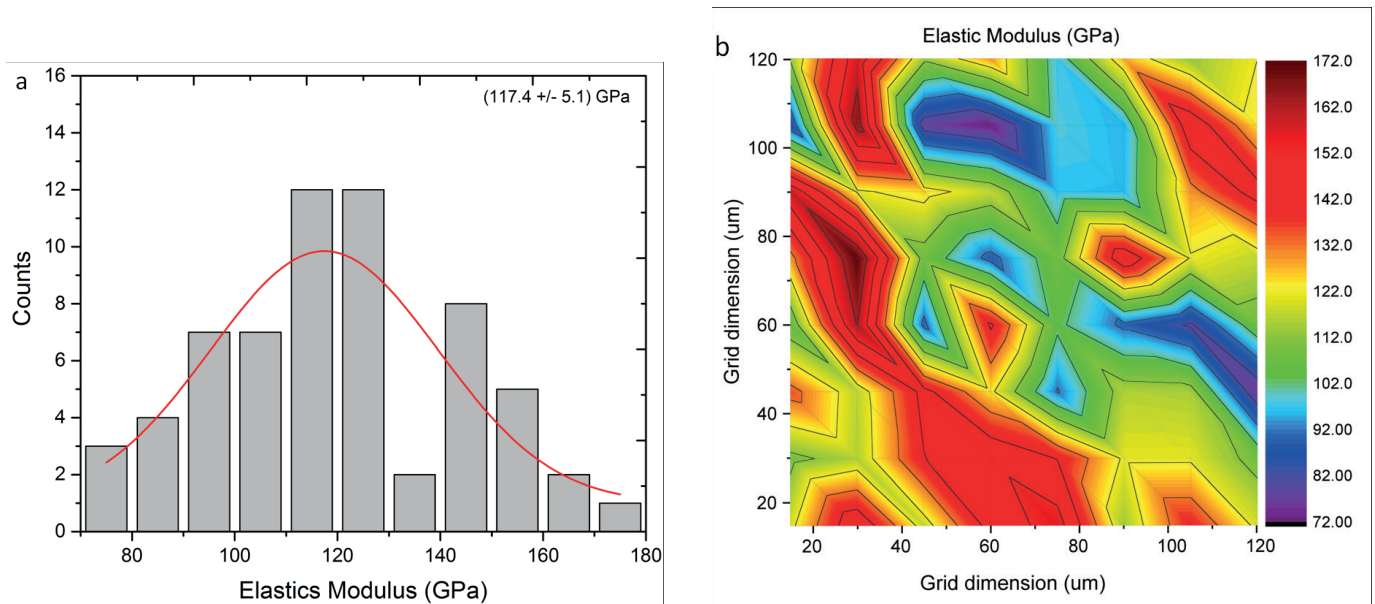 a
(117.4 +/- 5.1) GPa
16
14
12
10
8
6
4
2
0
Counts
80 100 120 140 160 180
Elastics Modulus (GPa)
b
Elastic Modulus (GPa)
120
100
80
60
40
20
Grid dimension (um)
20 40 60 80 100 120
Grid dimension (um)
172.0
162.0
152.0
142.0
132.0
122.0
112.0
102.0
92.00
82.00
72.00